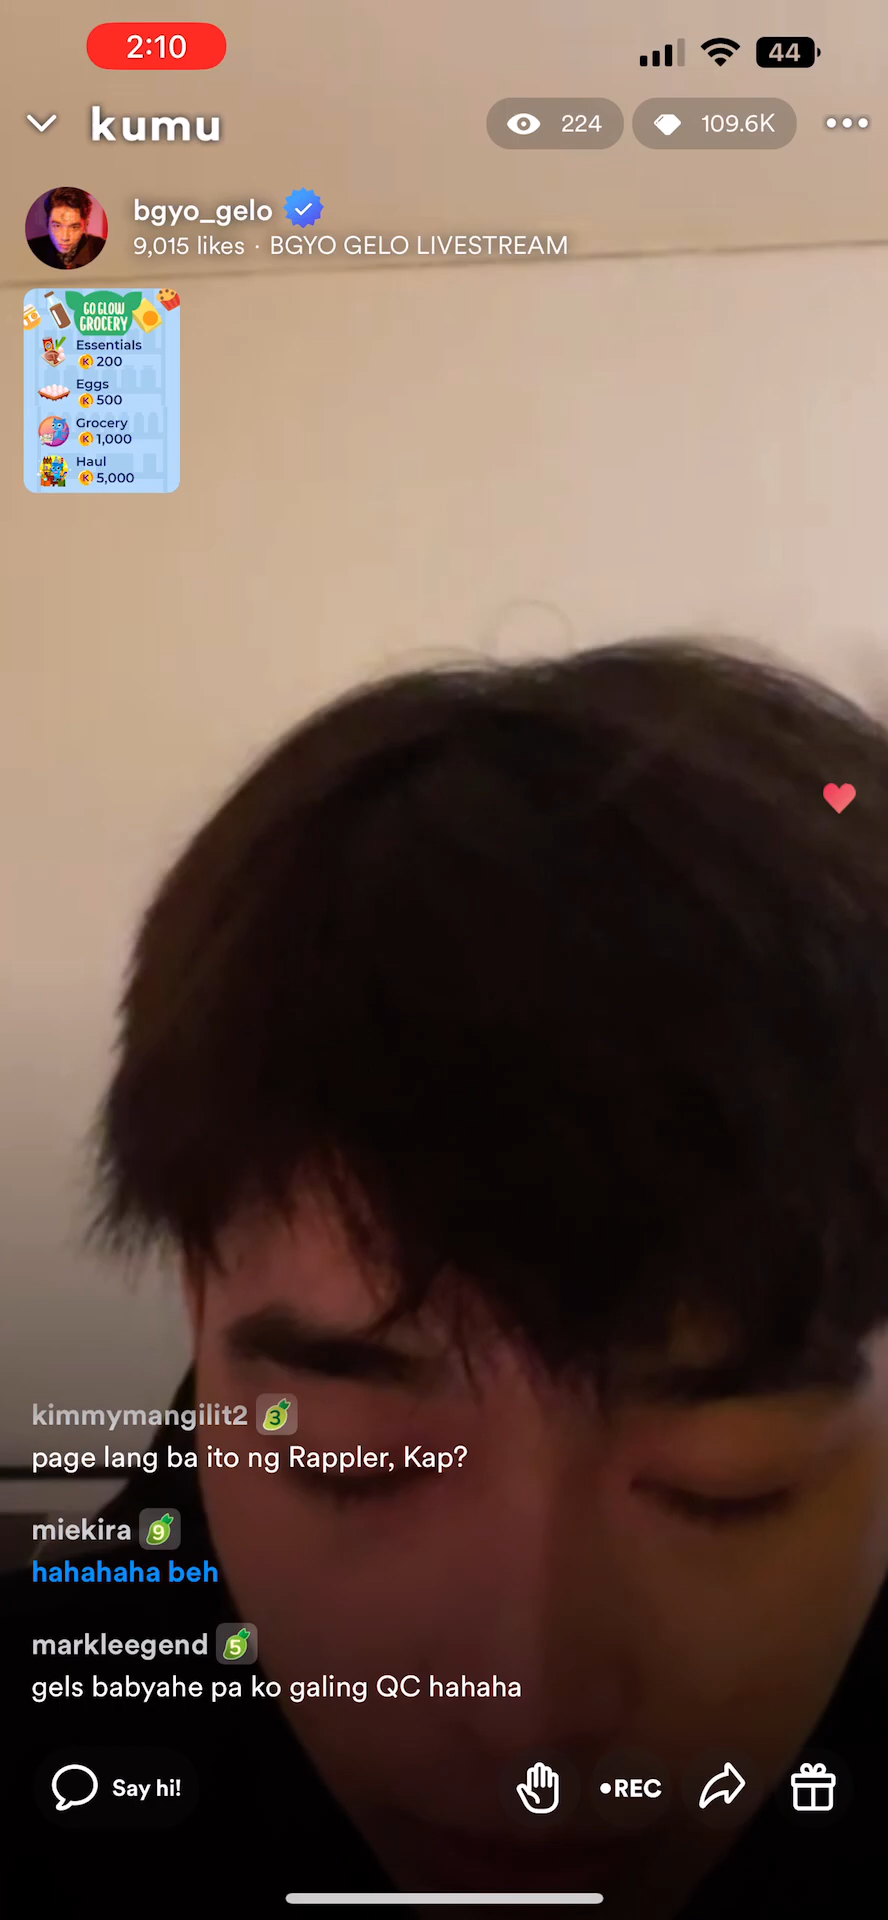 2:10
44
kumu
224
109.6K
bgyo_gelo
9,015 likes · BGYO GELO LIVESTREAM
GO GLOW
GROCERY
Essentials
K 200
Eggs
K 500
Grocery
K 1,000
Haul
K 5,000
kimmymangilit2 3
page lang ba ito ng Rappler, Kap?
miekira 9
hahahaha beh
markleegend 5
gels babyahe pa ko galing QC hahaha
Say hi!
•REC